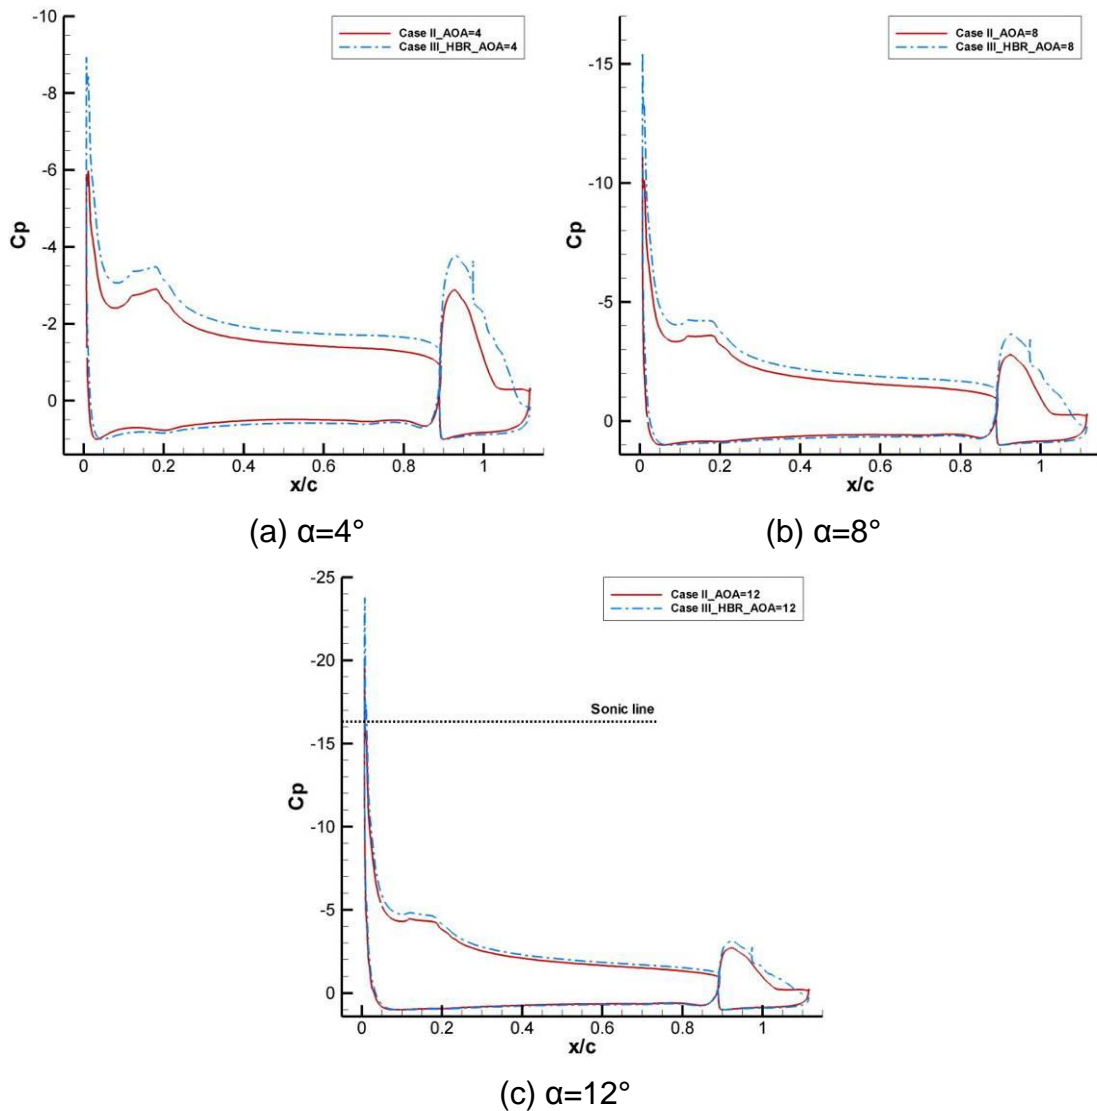 -10
-8
-6
-4
-2
0
Cp
0
0.2
0.4
0.6
0.8
1
x/c
Case II_AOA=4
Case III_HBR_AOA=4
(a) α=4°
-15
-10
-5
0
Cp
0
0.2
0.4
0.6
0.8
1
x/c
Case II_AOA=8
Case III_HBR_AOA=8
(b) α=8°
-25
-20
-15
-10
-5
0
Cp
0
0.2
0.4
0.6
0.8
1
x/c
Case II_AOA=12
Case III_HBR_AOA=12
Sonic line
(c) α=12°